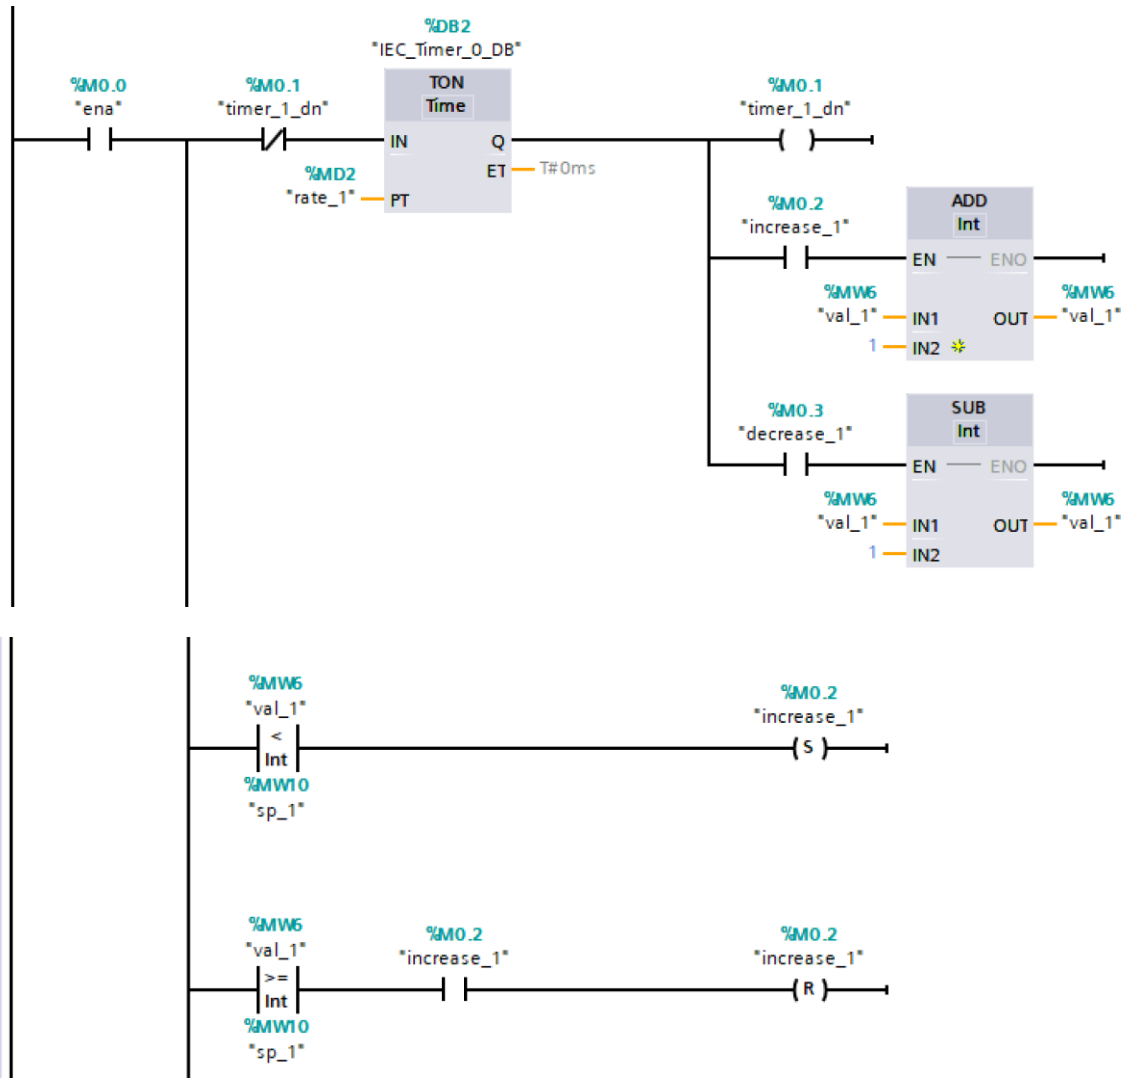 %DB2
"IEC_Timer_0_DB"
%M0.0
"ena"
%M0.1
"timer_1_dn"
TON
Time
IN
Q
%MD2
"rate_1"
PT
ET
T#0ms
%M0.1
"timer_1_dn"
%M0.2
"increase_1"
ADD
Int
EN
ENO
%MW6
"val_1"
IN1
1
IN2
OUT
%MW6
"val_1"
%M0.3
"decrease_1"
SUB
Int
EN
ENO
%MW6
"val_1"
IN1
1
IN2
OUT
%MW6
"val_1"
%MW6
"val_1"
<
Int
%MW10
"sp_1"
%M0.2
"increase_1"
S
%MW6
"val_1"
>=
Int
%MW10
"sp_1"
%M0.2
"increase_1"
%M0.2
"increase_1"
R